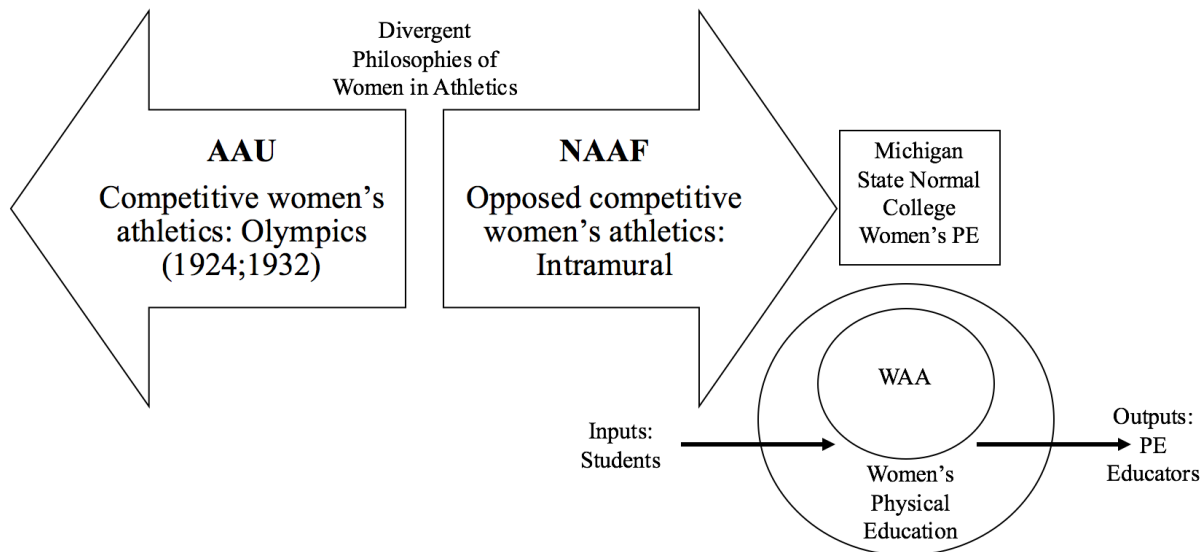 Divergent
Philosophies of
Women in Athletics
AAU
Competitive women’s
athletics: Olympics
(1924;1932)
NAAF
Opposed competitive
women’s athletics:
Intramural
Michigan
State Normal
College
Women’s PE
WAA
Inputs:
Students
Women’s
Physical
Education
Outputs:
PE
Educators